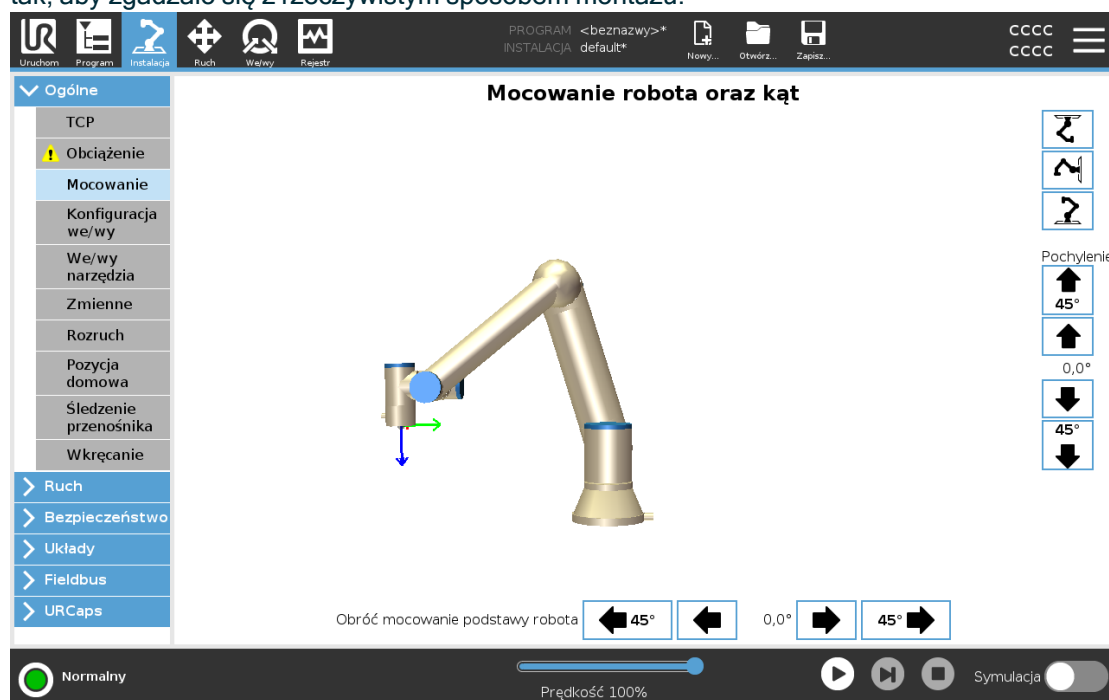 tak, aby zgadzało się z rzeczywistym sposobem montażu.
UR
PROGRAM <beznazwy>*
INSTALACJA default*
Uruchom Program Instalacja Ruch We/wy Rejestr
Nowy... Otwórz... Zapisz...
cccc
cccc
Ogólne
Mocowanie robota oraz kąt
TCP
Obciążenie
Mocowanie
Konfiguracja
we/wy
We/wy
narzędzia
Zmienne
Rozruch
Pozycja
domowa
Śledzenie
przenośnika
Wkręcanie
Ruch
Bezpieczeństwo
Układy
Fieldbus
URCaps
Pochylenie
45°
0,0°
45°
Obróć mocowanie podstawy robota 45° 0,0° 45°
Normalny
Prędkość 100%
Symulacja